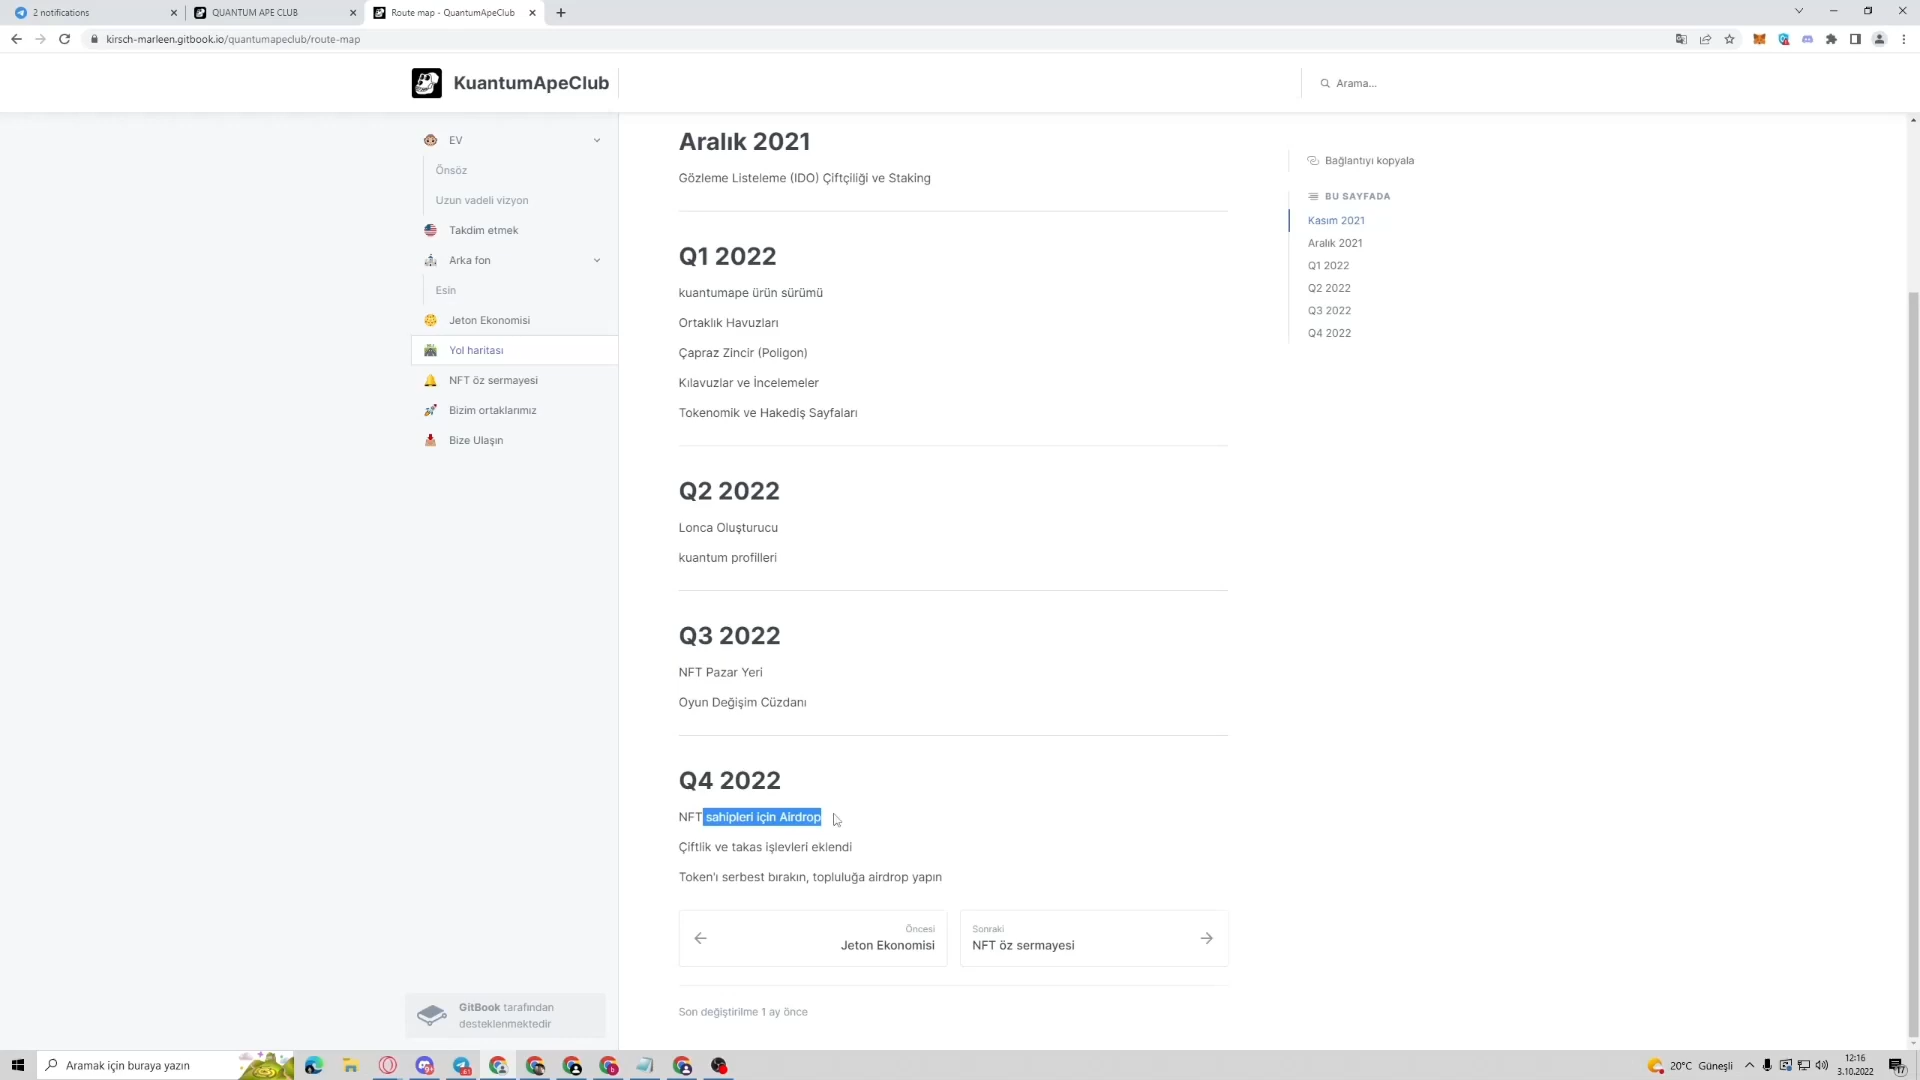 2 notifications
QUANTUM APE CLUB
Route map - QuantumApeClub
kirsch-marleen.gitbook.io/quantumapeclub/route-map
KuantumApeClub
Arama...
EV
Önsöz
Uzun vadeli vizyon
Takdim etmek
Arka fon
Esin
Jeton Ekonomisi
Yol haritası
NFT öz sermayesi
Bizim ortaklarımız
Bize Ulaşın
GitBook tarafından
desteklenmektedir
Aralık 2021
Gözleme Listeleme (IDO) Çiftçiliği ve Staking
Q1 2022
kuantumape ürün sürümü
Ortaklık Havuzları
Çapraz Zincir (Poligon)
Kılavuzlar ve İncelemeler
Tokenomik ve Hakediş Sayfaları
Q2 2022
Lonca Oluşturucu
kuantum profilleri
Q3 2022
NFT Pazar Yeri
Oyun Değişim Cüzdanı
Q4 2022
NFT sahipleri için Airdrop
Çiftlik ve takas işlevleri eklendi
Token'ı serbest bırakın, topluluğa airdrop yapın
Öncesi
Jeton Ekonomisi
Sonraki
NFT öz sermayesi
Son değiştirilme 1 ay önce
Bağlantıyı kopyala
BU SAYFADA
Kasım 2021
Aralık 2021
Q1 2022
Q2 2022
Q3 2022
Q4 2022
Aramak için buraya yazın
20°C Güneşli
12:16
3.10.2022